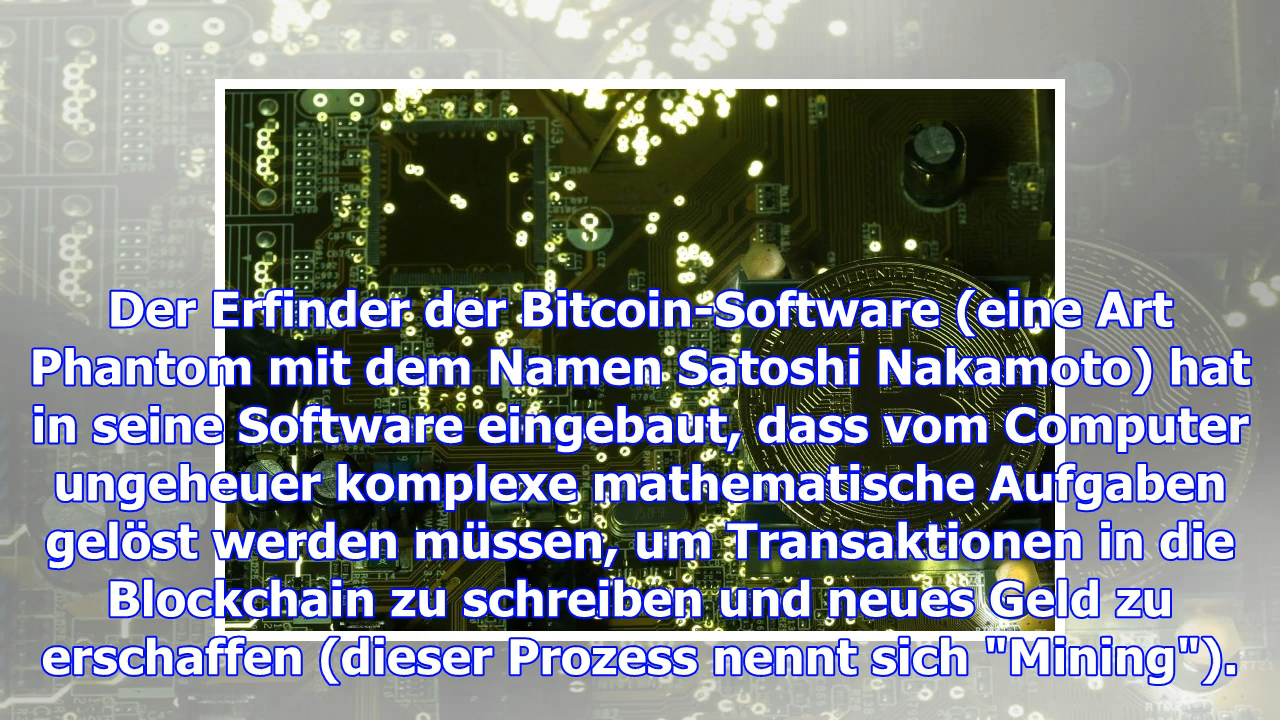 Der Erfinder der Bitcoin-Software (eine Art
Phantom mit dem Namen Satoshi Nakamoto) hat
in seine Software eingebaut, dass vom Computer
ungeheuer komplexe mathematische Aufgaben
gelöst werden müssen, um Transaktionen in die
Blockchain zu schreiben und neues Geld zu
erschaffen (dieser Prozess nennt sich "Mining").